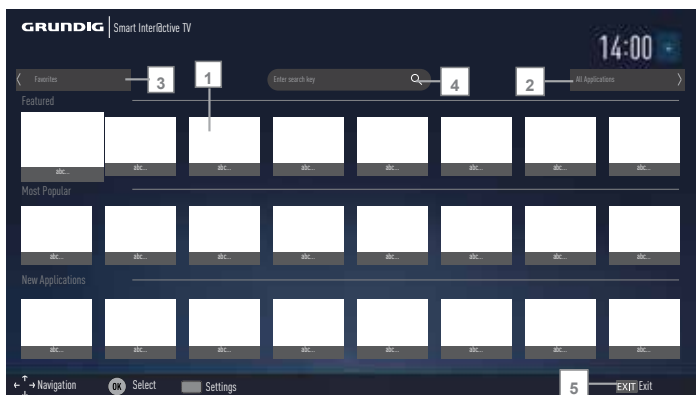 GRUNDIG Smart Inter@ctive TV
14:00
Favorites 3 1 Enter search key 4 2 All Applications
Featured
abc... abc... abc... abc... abc... abc... abc... abc...
Most Popular
abc... abc... abc... abc... abc... abc... abc... abc...
New Applications
abc... abc... abc... abc... abc... abc... abc... abc...
Navigation OK Select Settings 5 EXIT Exit